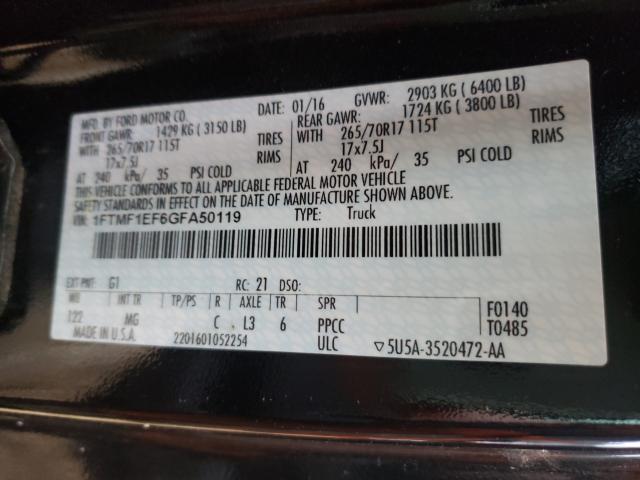 MFD. BY FORD MOTOR CO. DATE: 01/16 GVWR: 2903 KG ( 6400 LB)
FRONT GAWR: 1429 KG ( 3150 LB) REAR GAWR: 1724 KG ( 3800 LB)
WITH 265/70R17 115T TIRES WITH 265/70R17 115T TIRES
17x7.5J RIMS 17x7.5J RIMS
AT 240 kPa/ 35 PSI COLD AT 240 kPa/ 35 PSI COLD
THIS VEHICLE CONFORMS TO ALL APPLICABLE FEDERAL MOTOR VEHICLE
SAFETY STANDARDS IN EFFECT ON THE DATE OF MANUFACTURE SHOWN ABOVE.
VIN: 1FTMF1EF6GFA50119 TYPE: Truck
EXT PNT: G1 RC: 21 DSO:
WB INT TR TP/PS R AXLE TR SPR F0140
122 MG C L3 6 PPCC T0485
MADE IN U.S.A. 2201601052254 ULC ▽5U5A-3520472-AA